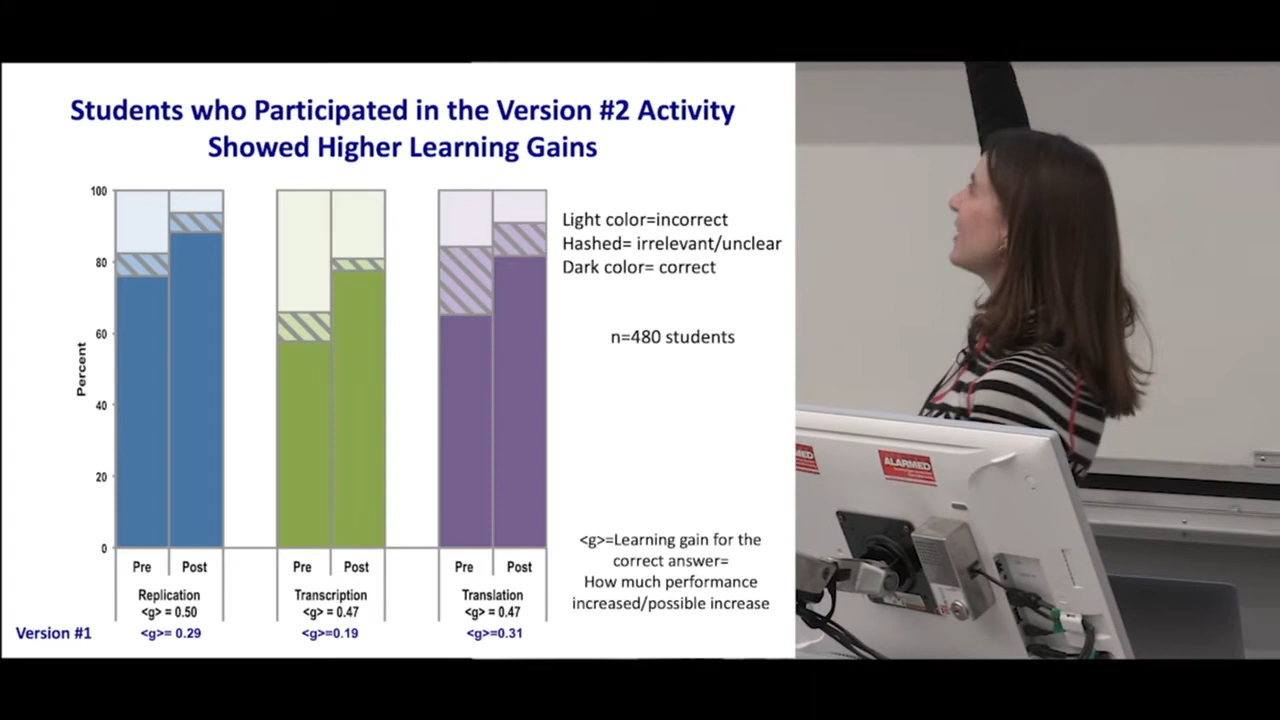 Students who Participated in the Version #2 Activity
Showed Higher Learning Gains
100
80
60
40
20
0
Percent
Light color=incorrect
Hashed= irrelevant/unclear
Dark color= correct
n=480 students
<g>=Learning gain for the
correct answer=
How much performance
increased/possible increase
Pre Post
Replication
<g> = 0.50
Pre Post
Transcription
<g> = 0.47
Pre Post
Translation
<g> = 0.47
Version #1 <g>= 0.29 <g>=0.19 <g>=0.31
ALARMED